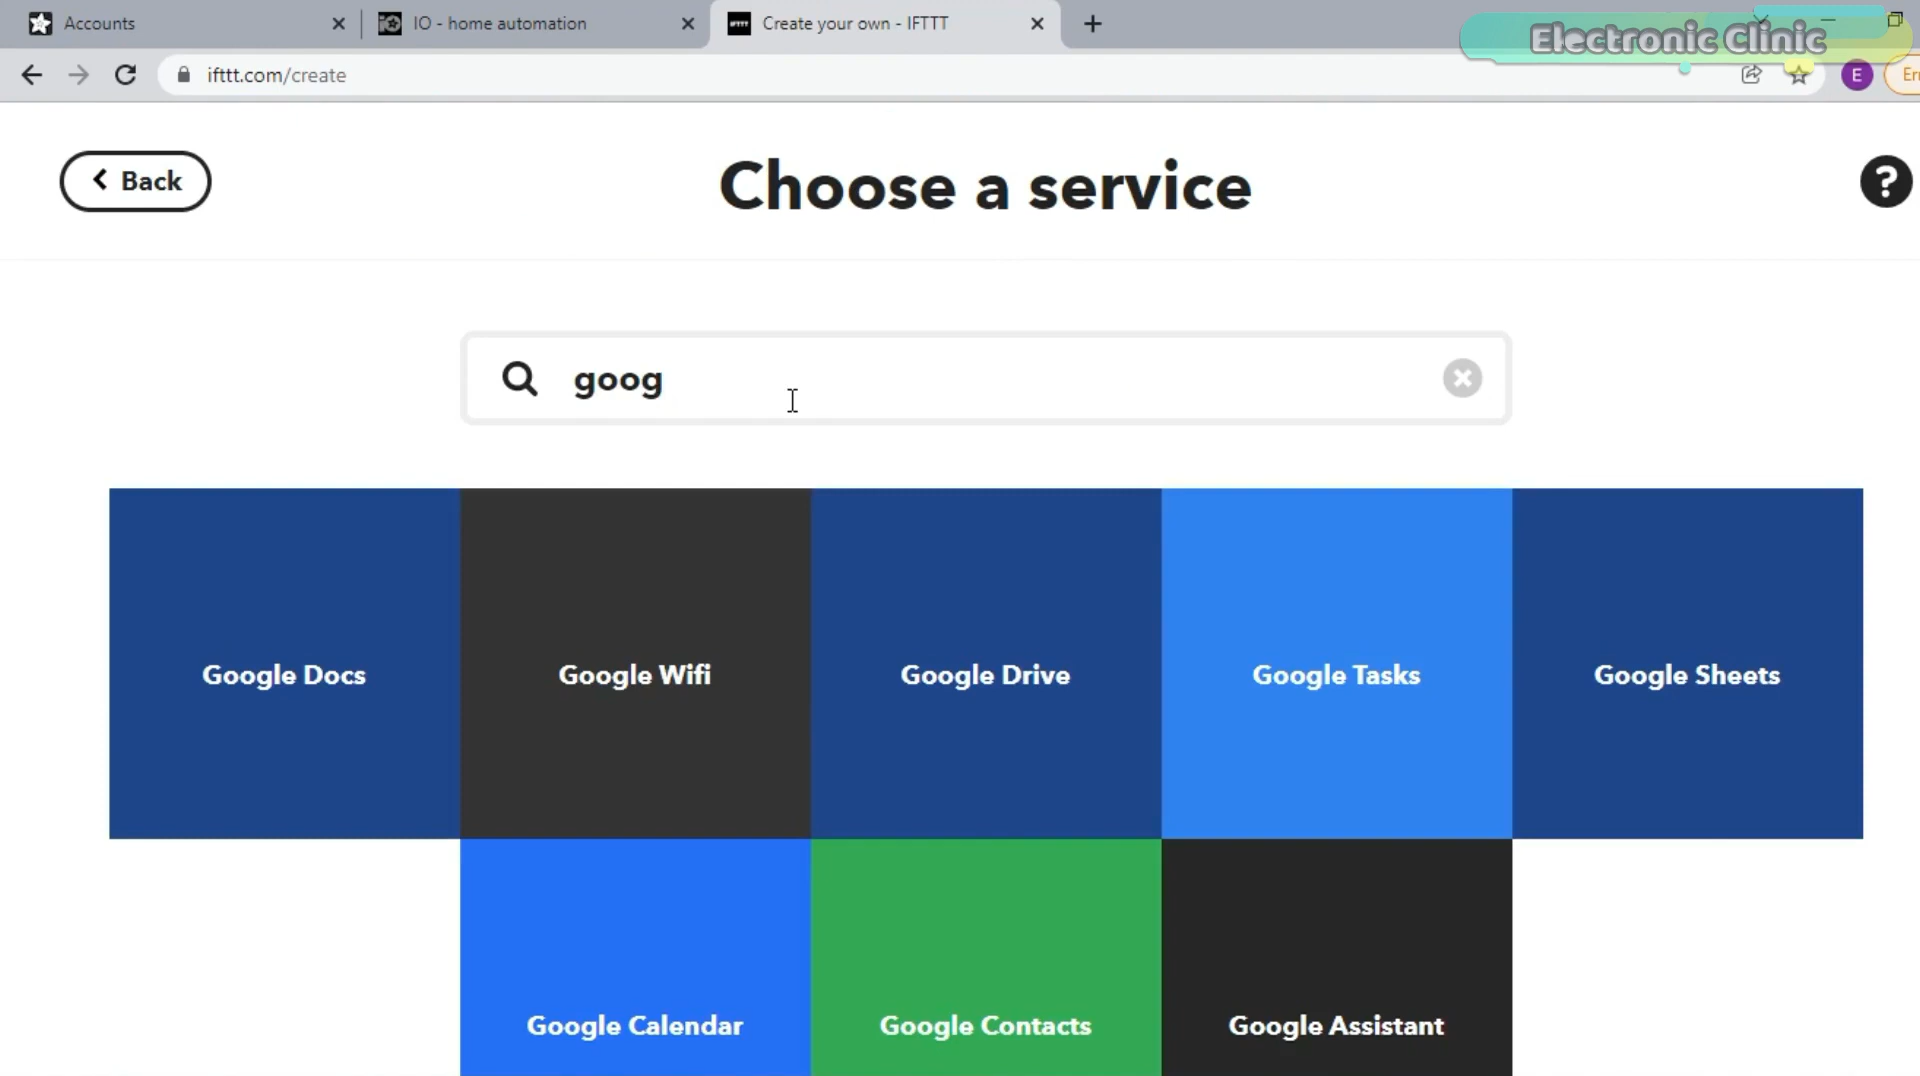 Accounts
IO - home automation
Create your own - IFTTT
Electronic Clinic
ifttt.com/create
E
Err
Back
Choose a service
?
goog
Google Docs
Google Wifi
Google Drive
Google Tasks
Google Sheets
Google Calendar
Google Contacts
Google Assistant